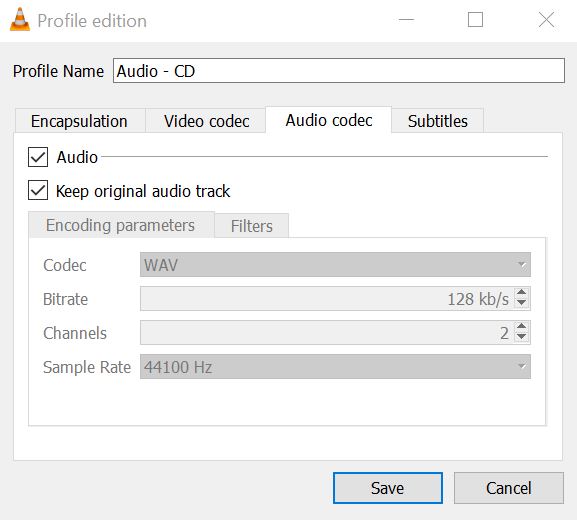 Profile edition
Profile Name Audio - CD
Encapsulation Video codec Audio codec Subtitles
Audio
Keep original audio track
Encoding parameters Filters
Codec WAV
Bitrate 128 kb/s
Channels 2
Sample Rate 44100 Hz
Save Cancel